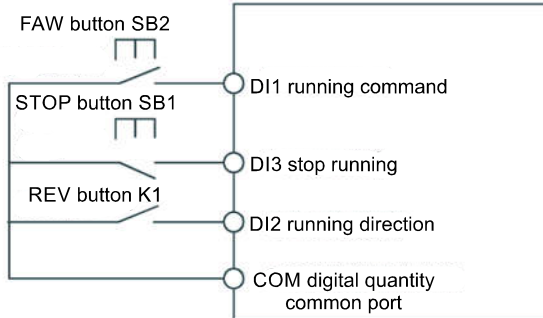 FAW button SB2
DI1 running command
STOP button SB1
DI3 stop running
REV button K1
DI2 running direction
COM digital quantity
common port